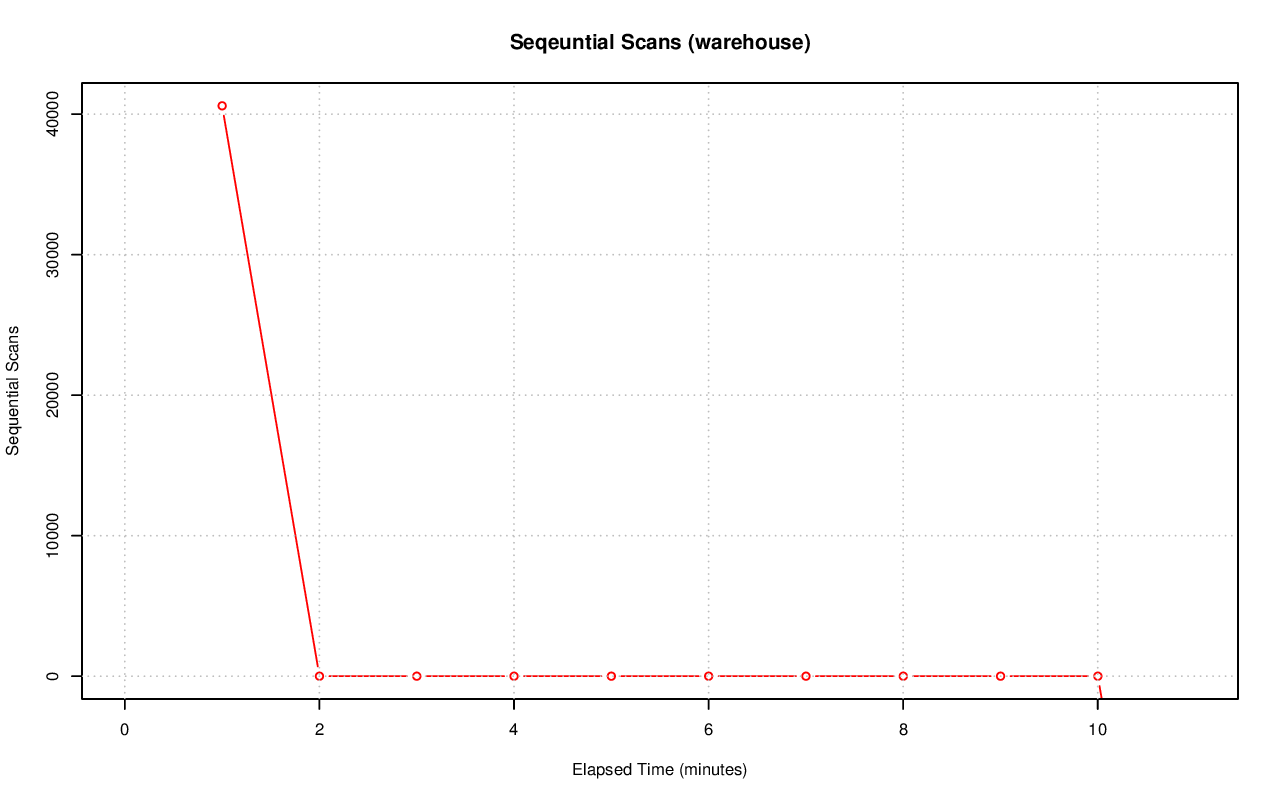 Seqeuntial Scans (warehouse)
Sequential Scans
40000
30000
20000
10000
0
0 2 4 6 8 10
Elapsed Time (minutes)